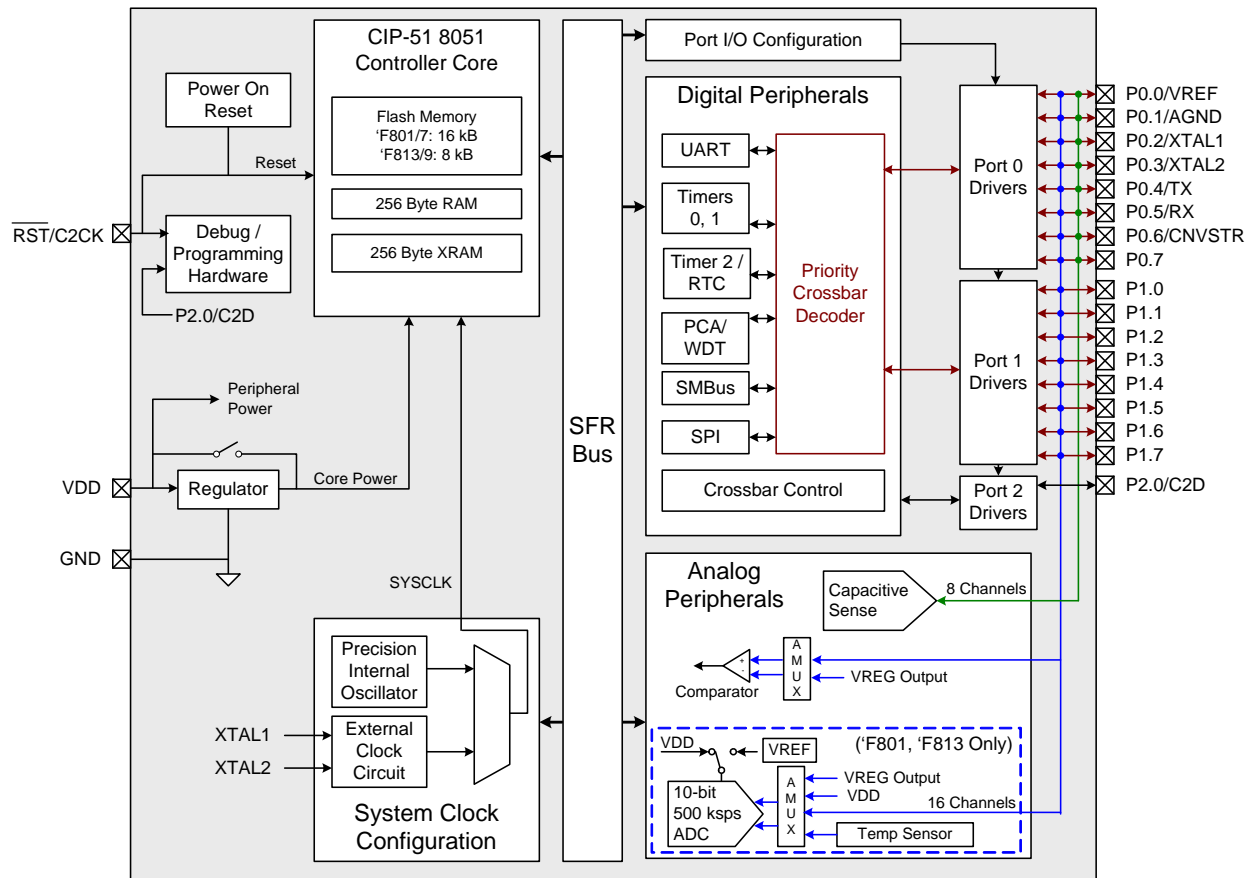 CIP-51 8051
Controller Core
Flash Memory
‘F801/7: 16 kB
‘F813/9: 8 kB
256 Byte RAM
256 Byte XRAM
Power On
Reset
Reset
RST/C2CK
Debug /
Programming
Hardware
P2.0/C2D
Peripheral
Power
VDD
Regulator
Core Power
GND
SYSCLK
Precision
Internal
Oscillator
XTAL1
XTAL2
External
Clock
Circuit
System Clock
Configuration
SFR
Bus
Port I/O Configuration
Digital Peripherals
UART
Timers
0, 1
Timer 2 /
RTC
PCA/
WDT
SMBus
SPI
Priority
Crossbar
Decoder
Crossbar Control
Port 0
Drivers
Port 1
Drivers
Port 2
Drivers
P0.0/VREF
P0.1/AGND
P0.2/XTAL1
P0.3/XTAL2
P0.4/TX
P0.5/RX
P0.6/CNVSTR
P0.7
P1.0
P1.1
P1.2
P1.3
P1.4
P1.5
P1.6
P1.7
P2.0/C2D
Analog
Peripherals
Capacitive
Sense
8 Channels
+
-
Comparator
A
M
U
X
VREG Output
(‘F801, ‘F813 Only)
VDD
VREF
10-bit
500 ksps
ADC
A
M
U
X
VREG Output
VDD
16 Channels
Temp Sensor